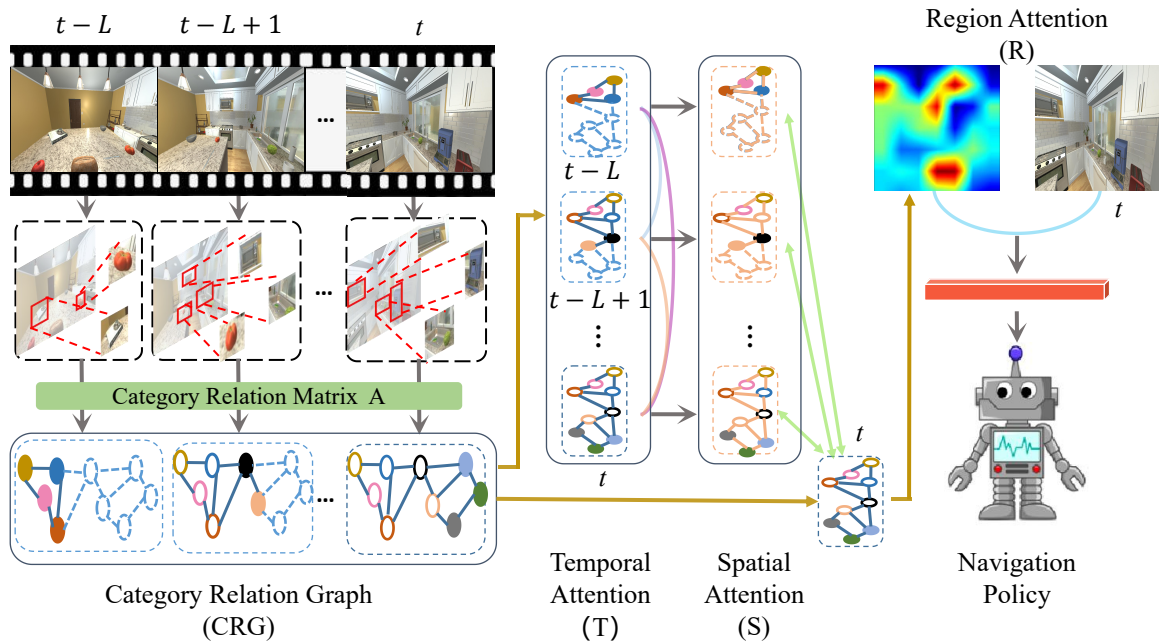 t − L
t − L + 1
t
...
Region Attention
(R)
t − L
t − L + 1
...
...
t
t
t
t
...
Category Relation Matrix A
...
Category Relation Graph
(CRG)
Temporal
Attention
(T)
Spatial
Attention
(S)
Navigation
Policy